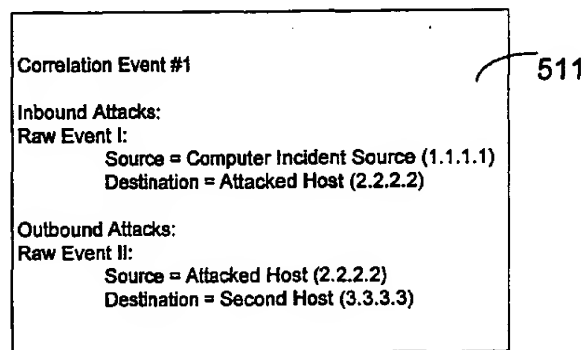 Correlation Event #1
511
Inbound Attacks:
Raw Event I:
Source = Computer Incident Source (1.1.1.1)
Destination = Attacked Host (2.2.2.2)
Outbound Attacks:
Raw Event II:
Source = Attacked Host (2.2.2.2)
Destination = Second Host (3.3.3.3)